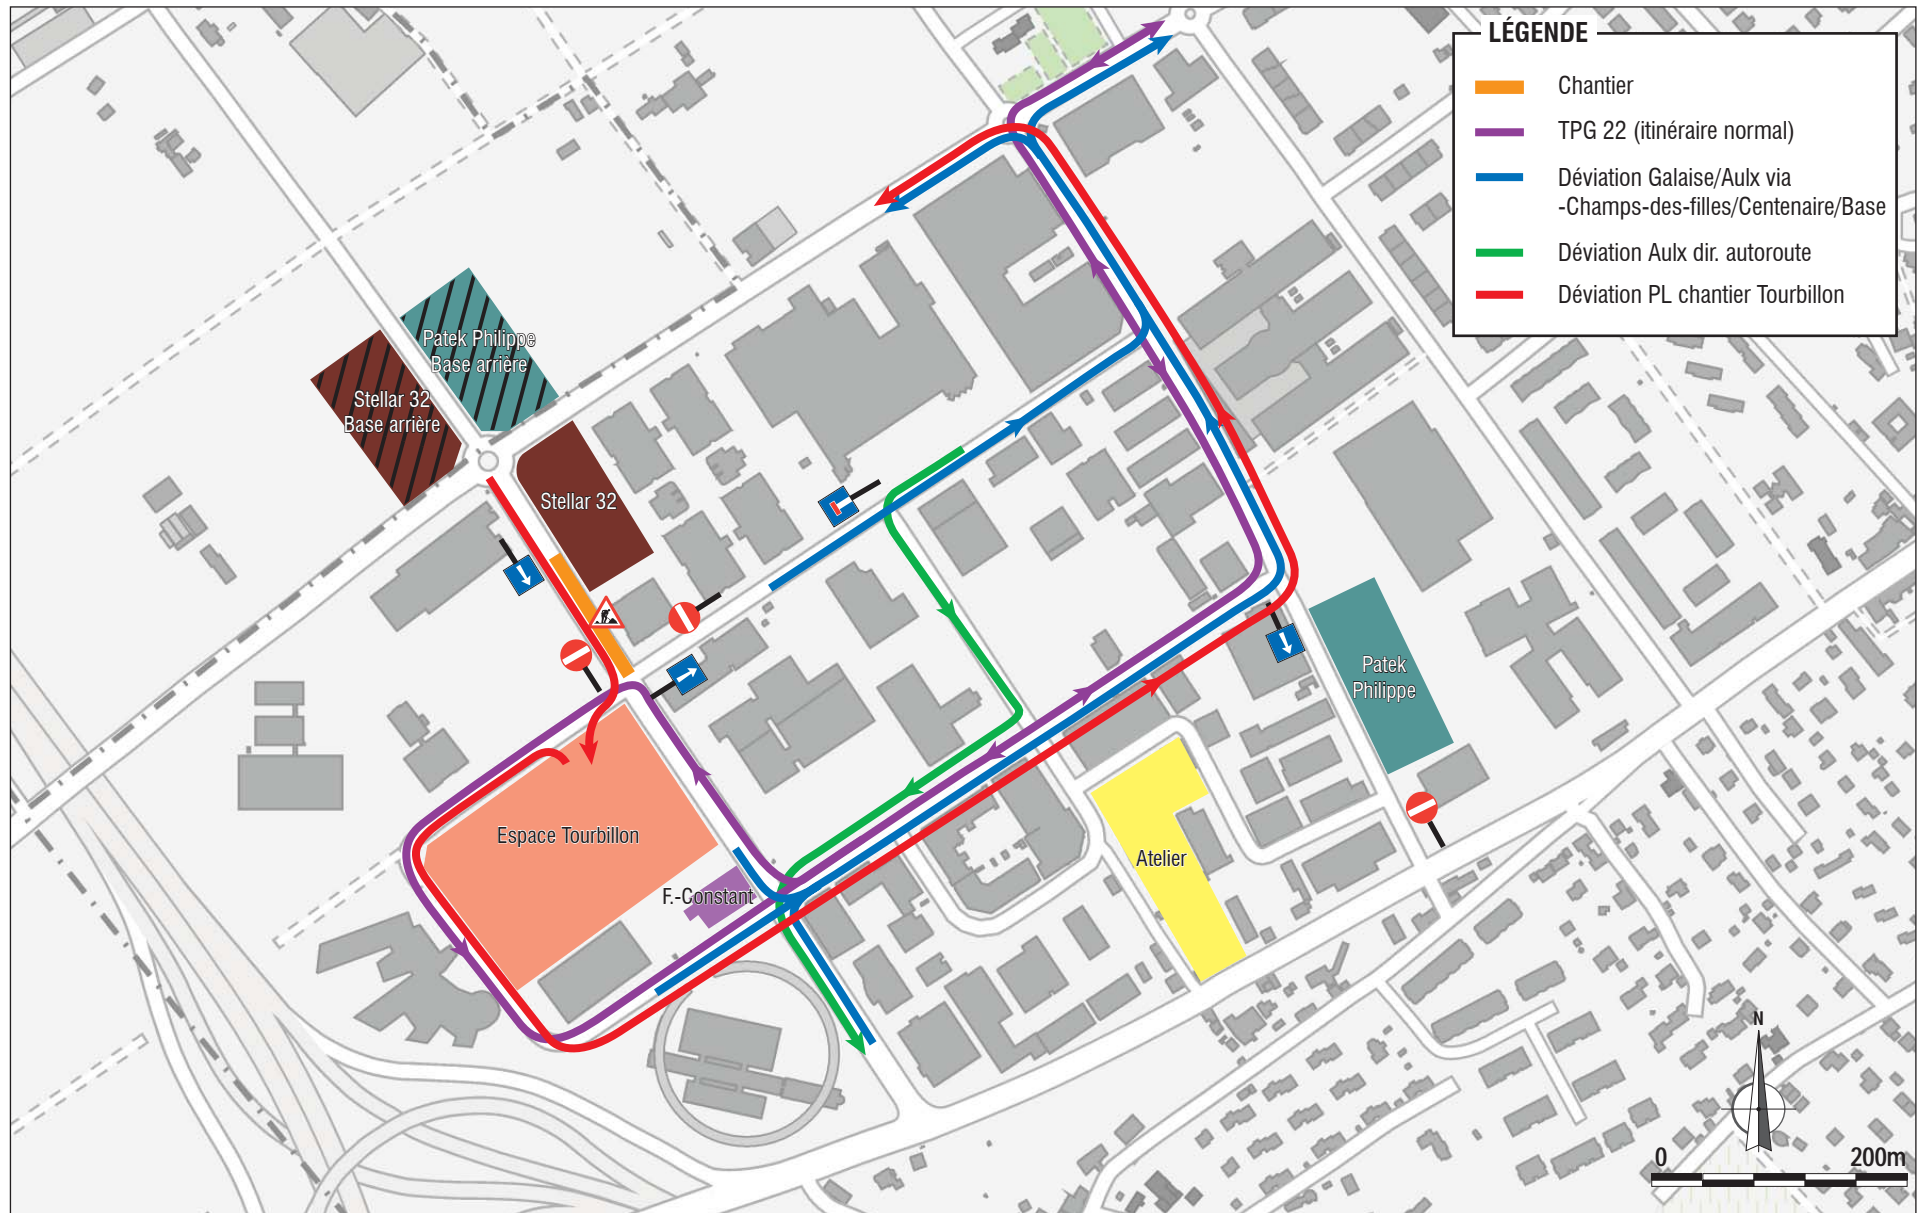 LÉGENDE
Chantier
TPG 22 (itinéraire normal)
Déviation Galaise/Aulx via
-Champs-des-filles/Centenaire/Base
Déviation Aulx dir. autoroute
Déviation PL chantier Tourbillon
Patek Philippe
Base arrière
Stellar 32
Base arrière
Stellar 32
Patek
Philippe
Espace Tourbillon
Atelier
F.-Constant
N
0 200m